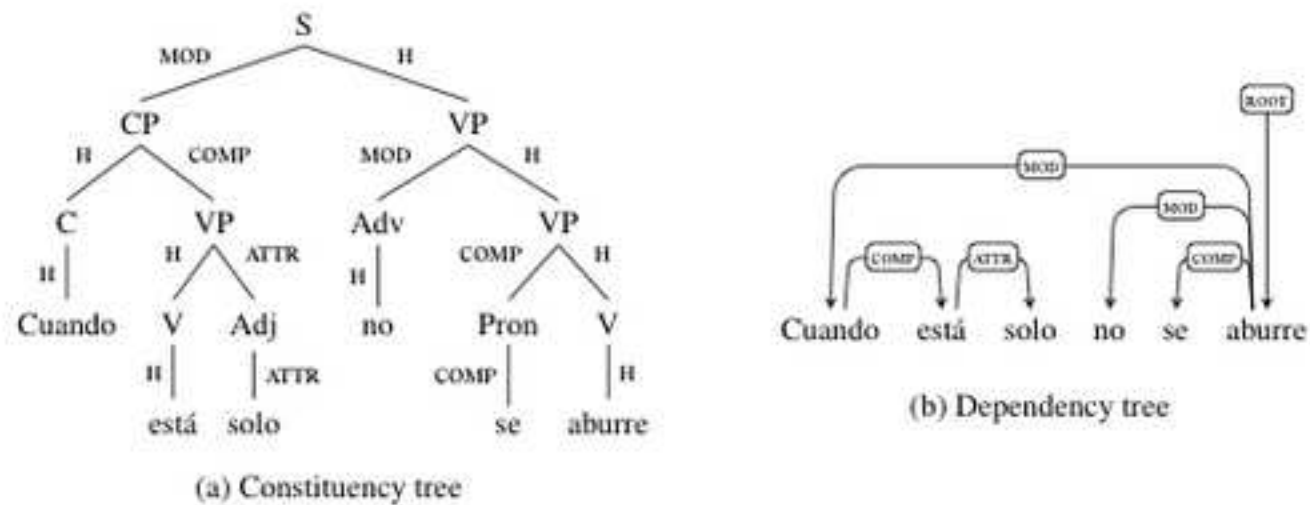 S
MOD H
CP VP
H COMP MOD H
C VP Adv VP
H H ATTR H COMP H
Cuando V Adj no Pron V
H ATTR COMP H
está solo se aburre
(a) Constituency tree
ROOT
MOD
MOD
COMP ATTR COMP
Cuando está solo no se aburre
(b) Dependency tree